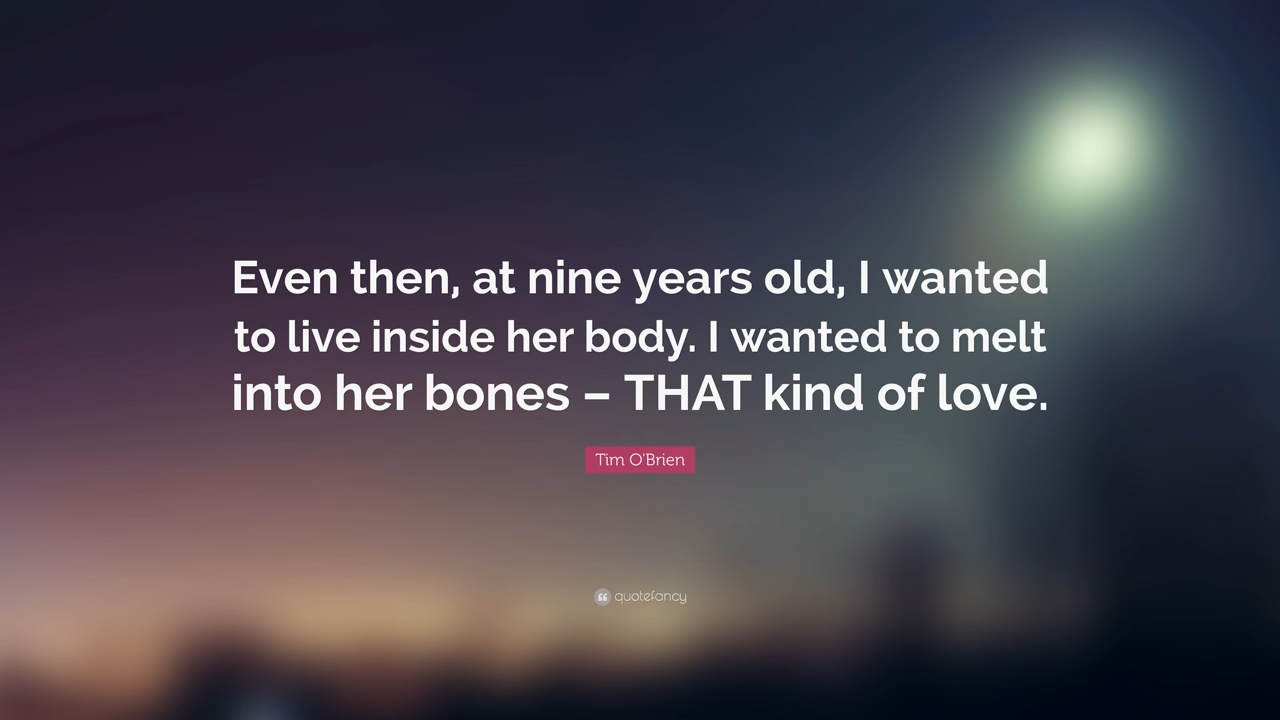 Even then, at nine years old, I wanted
to live inside her body. I wanted to melt
into her bones – THAT kind of love.
Tim O'Brien
quotefancy